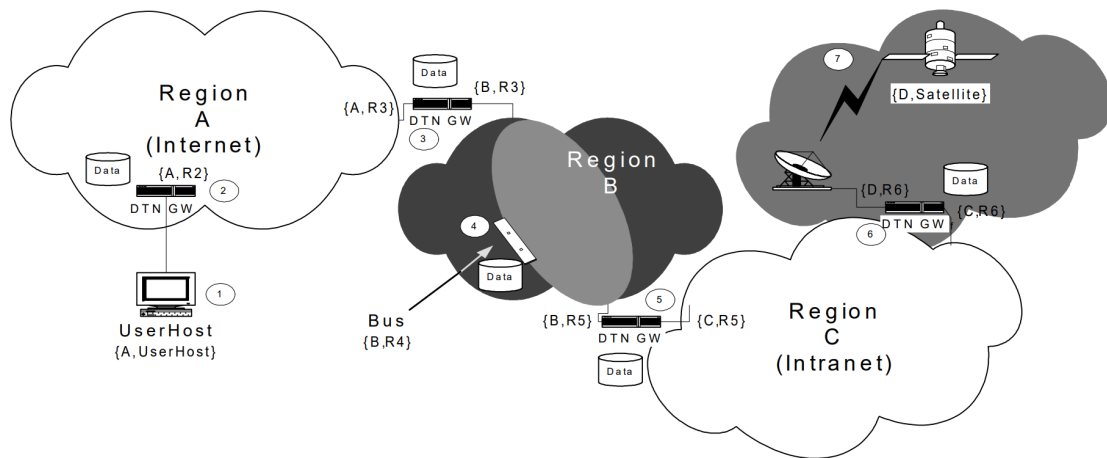 Region
A
(Internet)
Data
{A,R2}
2
DTN GW
1
UserHost
{A,UserHost}
Data
{A,R3}
{B,R3}
DTN GW
3
Region
B
4
Data
Bus
{B,R4}
5
{B,R5}
{C,R5}
DTN GW
Data
Region
C
(Intranet)
7
{D,Satellite}
Data
{D,R6}
{C,R6}
DTN GW
6